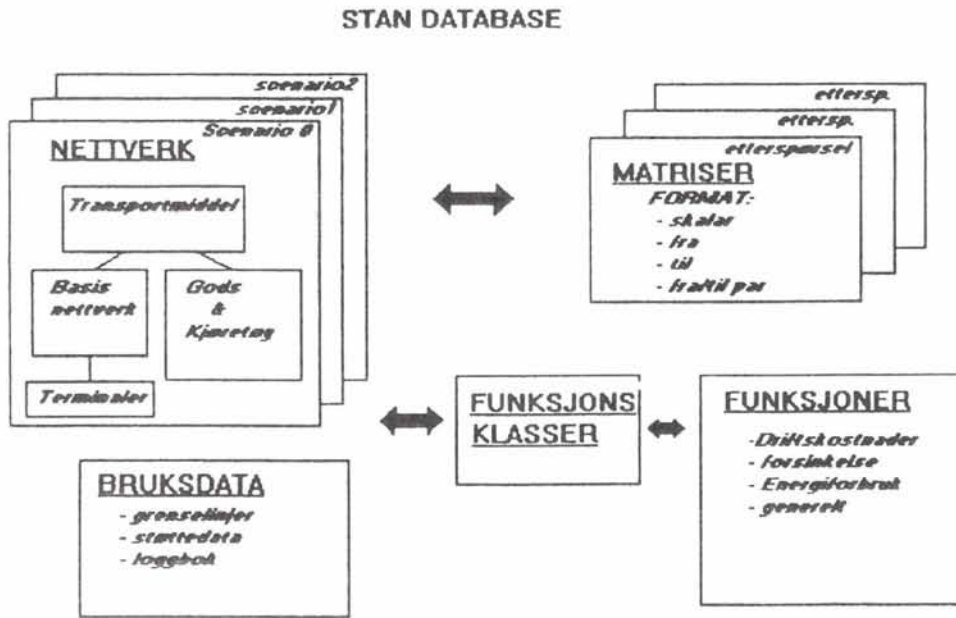 STAN DATABASE
scenario2
scenario1
Scenario 0
NETTVERK
Transportmiddel
Basis
nettverk
Gods
&
Kjøretøy
Terminaler
ettersp.
ettersp.
etterspørsel
MATRISER
FORMAT:
- skalar
- fra
- til
- fra/til par
FUNKSJONS
KLASSER
FUNKSJONER
-Driftskostnader
- forsinkelse
- Energiforbruk
- generelt
BRUKSDATA
- grenselinjer
- støttedata
- loggbok